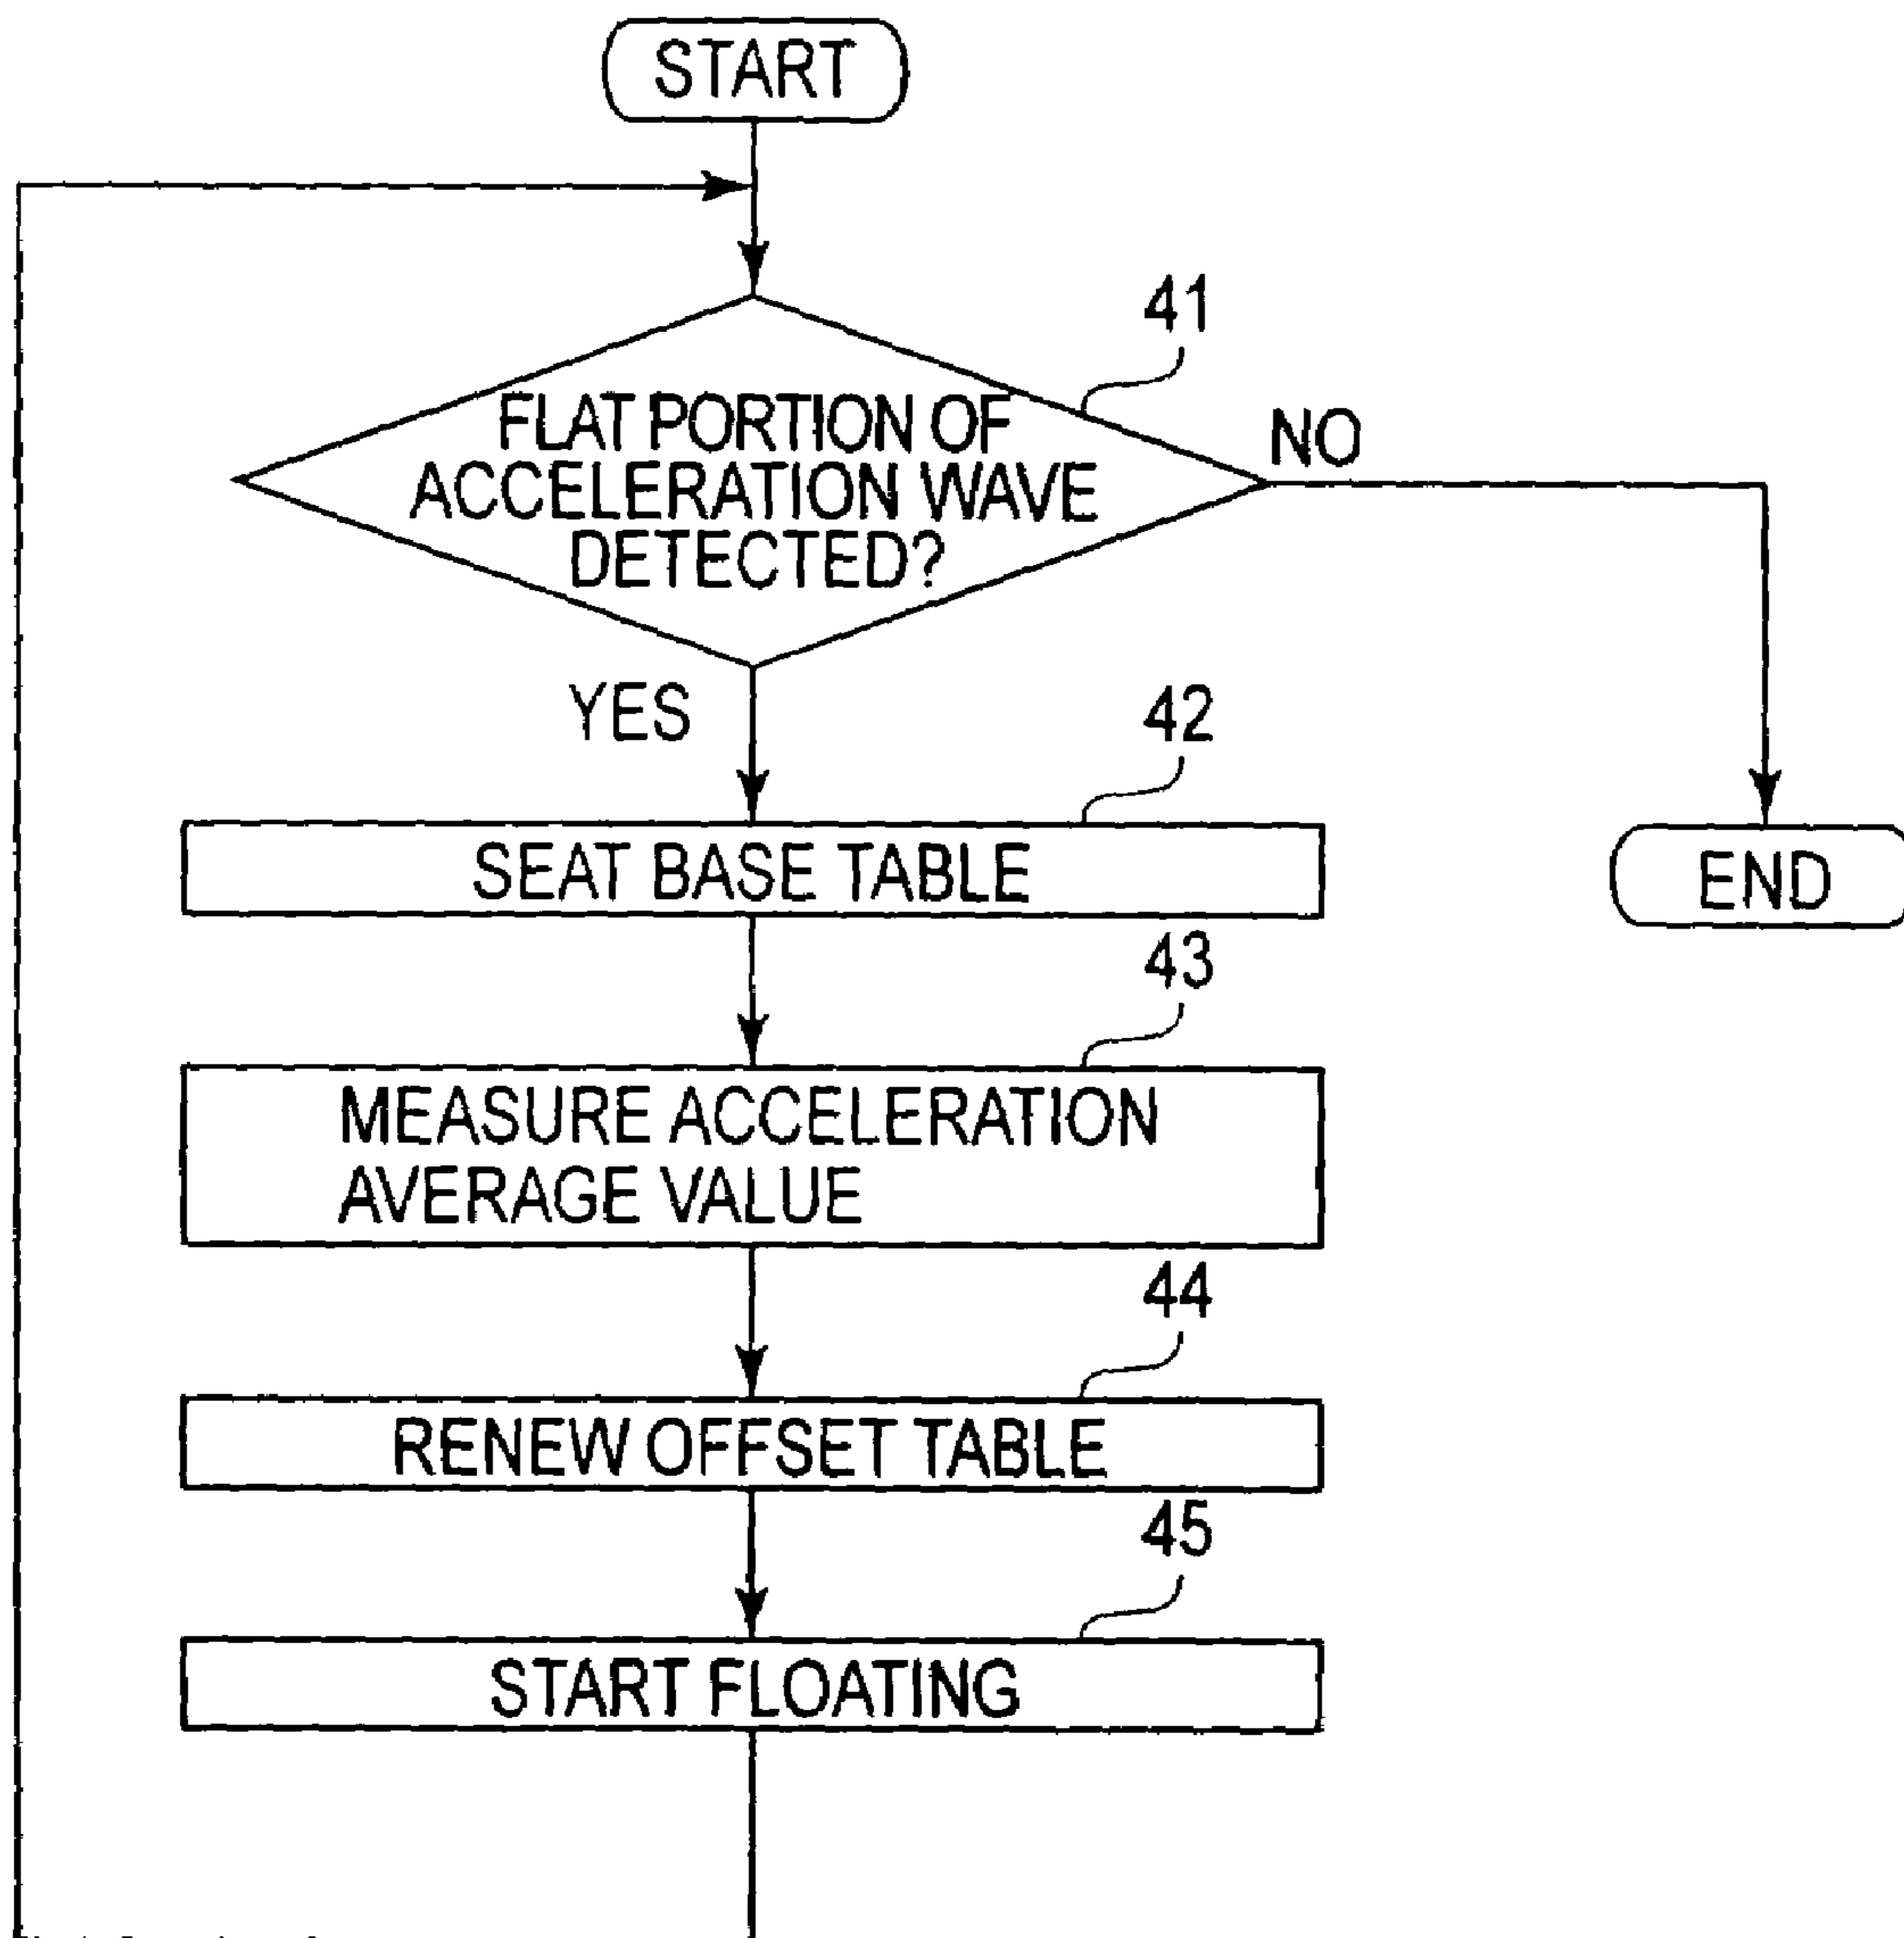 START
41
FLAT PORTION OF
ACCELERATION WAVE
DETECTED?
NO
YES
42
SEAT BASE TABLE
END
43
MEASURE ACCELERATION
AVERAGE VALUE
44
RENEW OFFSET TABLE
45
START FLOATING